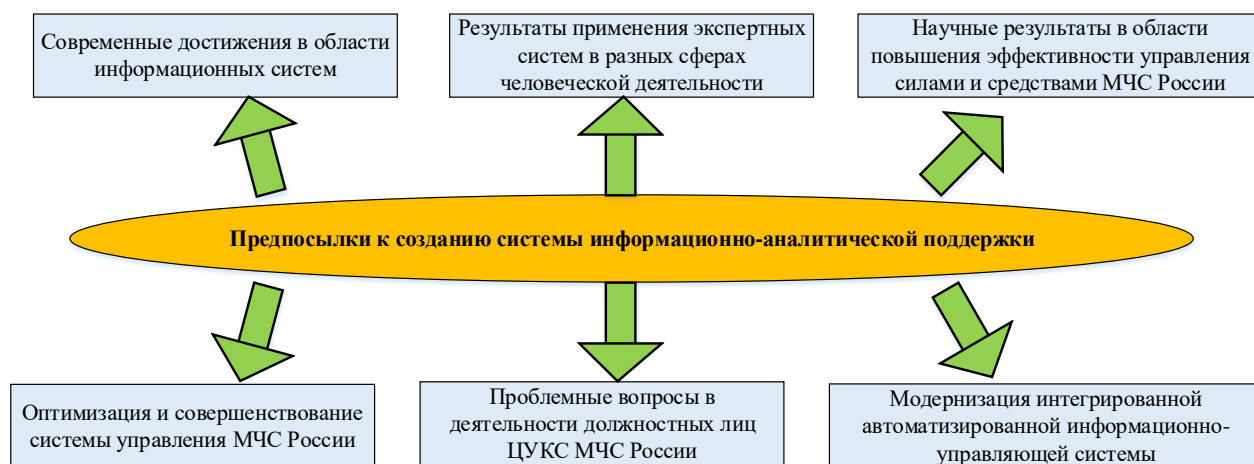 Современные достижения в области
информационных систем
Результаты применения экспертных
систем в разных сферах
человеческой деятельности
Научные результаты в области
повышения эффективности управления
силами и средствами МЧС России
Предпосылки к созданию системы информационно-аналитической поддержки
Оптимизация и совершенствование
системы управления МЧС России
Проблемные вопросы в
деятельности должностных лиц
ЦУКС МЧС России
Модернизация интегрированной
автоматизированной информационно-
управляющей системы